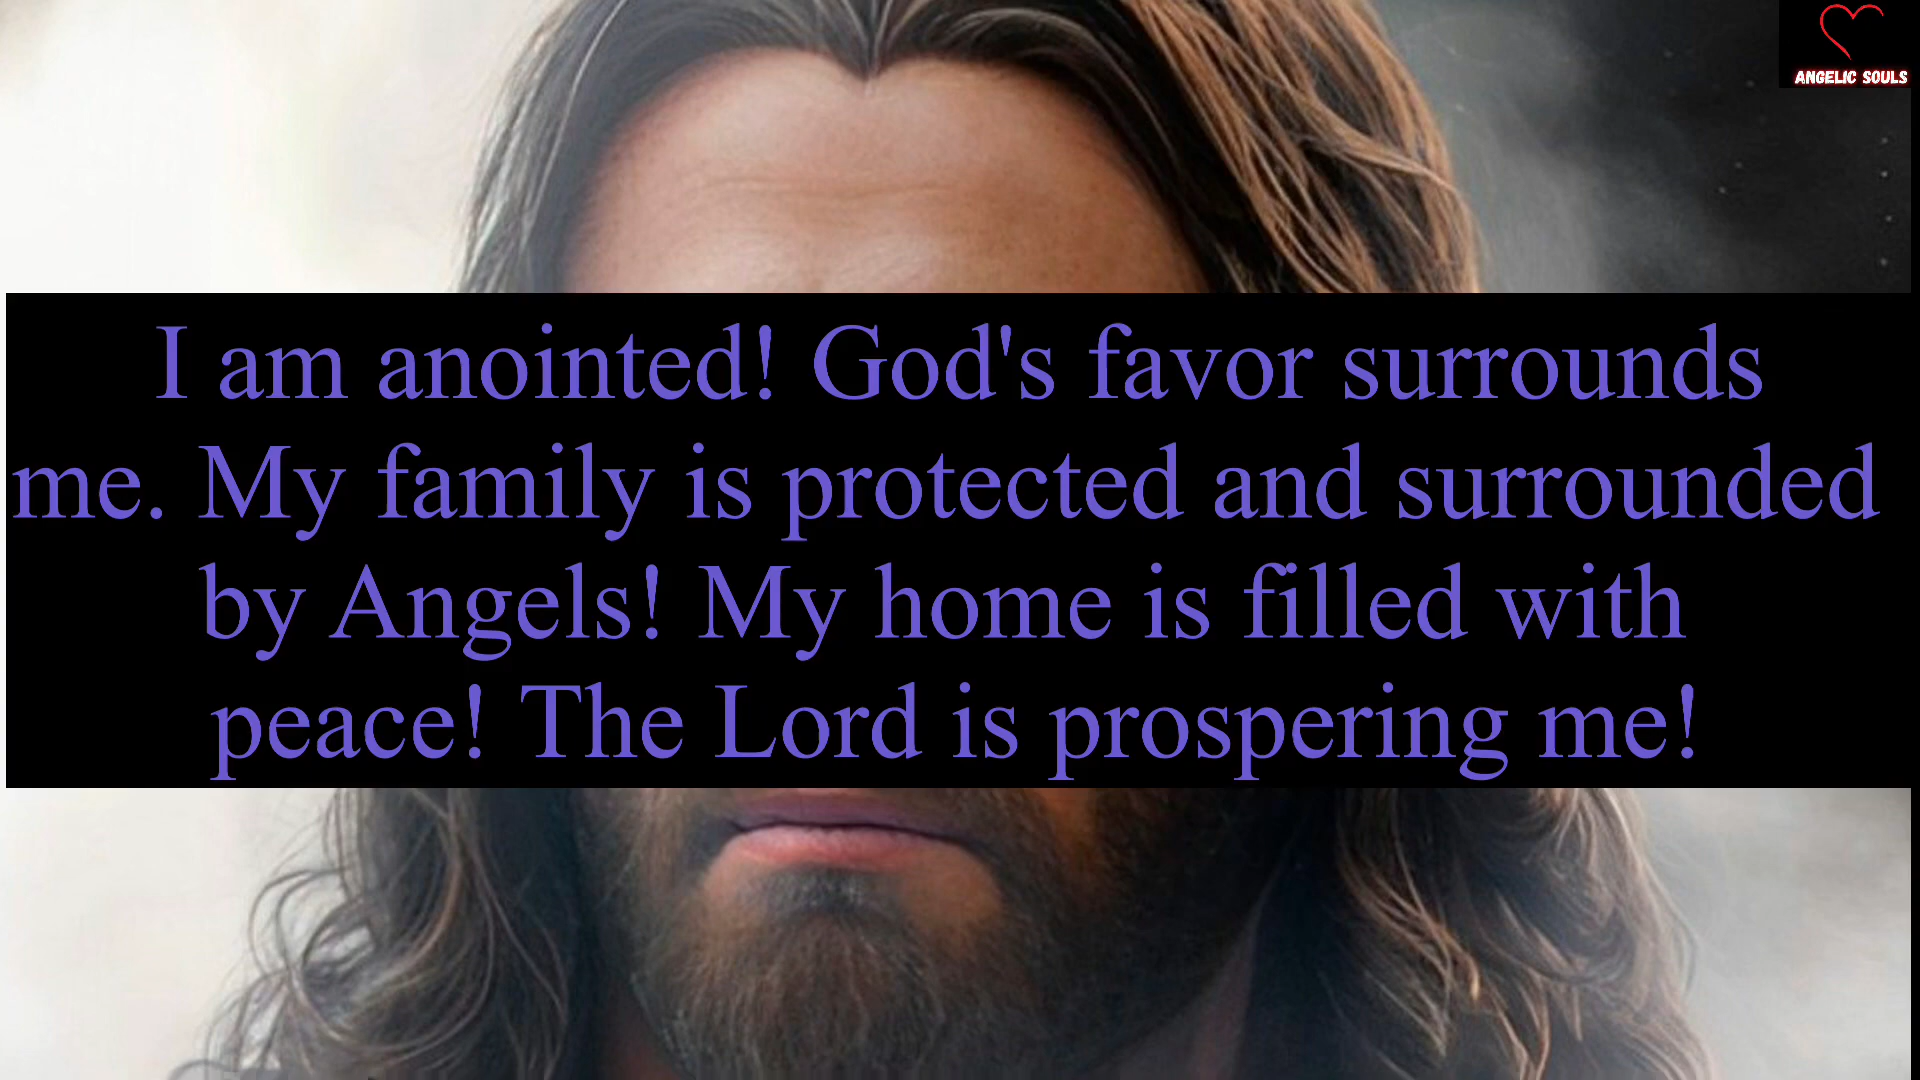 ANGELIC SOULS
I am anointed! God's favor surrounds
me. My family is protected and surrounded
by Angels! My home is filled with
peace! The Lord is prospering me!